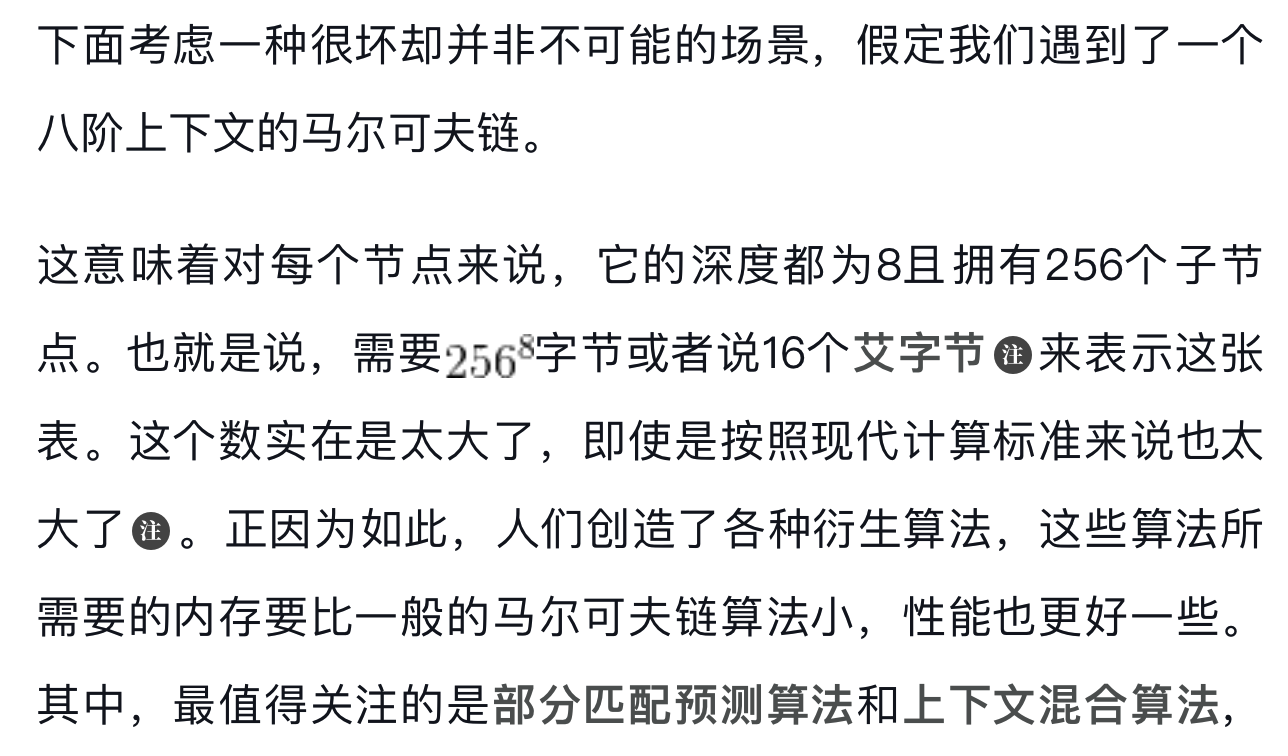 下面考虑一种很坏却并非不可能的场景，假定我们遇到了一个
八阶上下文的马尔可夫链。
这意味着对每个节点来说，它的深度都为8且拥有256个子节
点。也就是说，需要256⁸字节或者说16个艾字节注来表示这张
表。这个数实在是太大了，即使是按照现代计算标准来说也太
大了注。正因为如此，人们创造了各种衍生算法，这些算法所
需要的内存要比一般的马尔可夫链算法小，性能也更好一些。
其中，最值得关注的是部分匹配预测算法和上下文混合算法，